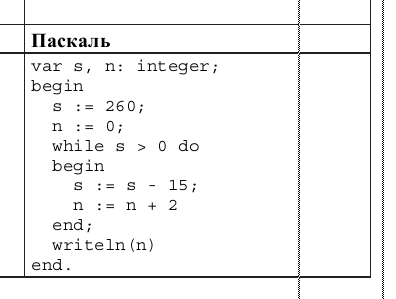 Паскаль
var s, n: integer;
begin
  s := 260;
  n := 0;
  while s > 0 do
  begin
    s := s - 15;
    n := n + 2
  end;
  writeln(n)
end.